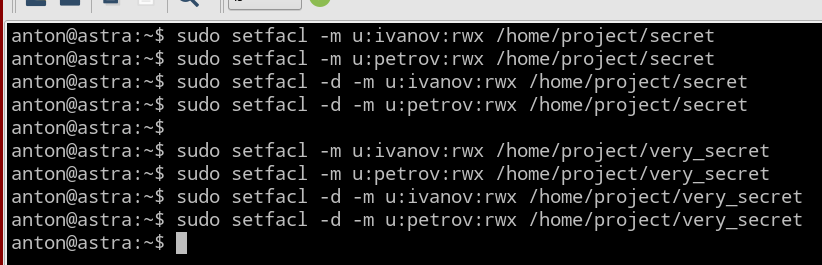 anton@astra:~$ sudo setfacl -m u:ivanov:rwx /home/project/secret
anton@astra:~$ sudo setfacl -m u:petrov:rwx /home/project/secret
anton@astra:~$ sudo setfacl -d -m u:ivanov:rwx /home/project/secret
anton@astra:~$ sudo setfacl -d -m u:petrov:rwx /home/project/secret
anton@astra:~$
anton@astra:~$ sudo setfacl -m u:ivanov:rwx /home/project/very_secret
anton@astra:~$ sudo setfacl -m u:petrov:rwx /home/project/very_secret
anton@astra:~$ sudo setfacl -d -m u:ivanov:rwx /home/project/very_secret
anton@astra:~$ sudo setfacl -d -m u:petrov:rwx /home/project/very_secret
anton@astra:~$